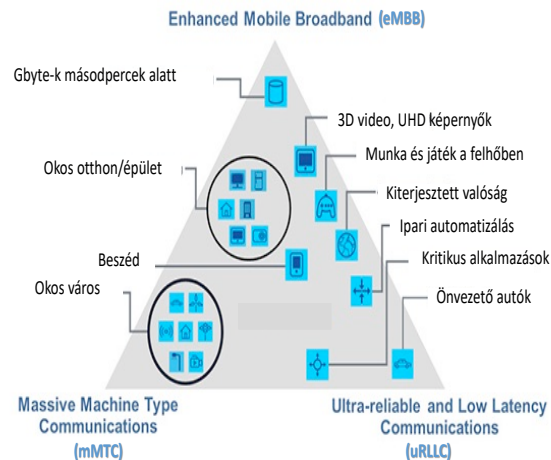 Enhanced Mobile Broadband (eMBB)
Gbyte-k másodpercek alatt
3D video, UHD képernyők
Munka és játék a felhőben
Okos otthon/épület
Kiterjesztett valóság
Ipari automatizálás
Beszéd
Kritikus alkalmazások
Okos város
Önvezető autók
Massive Machine Type
Communications
(mMTC)
Ultra-reliable and Low Latency
Communications
(uRLLC)